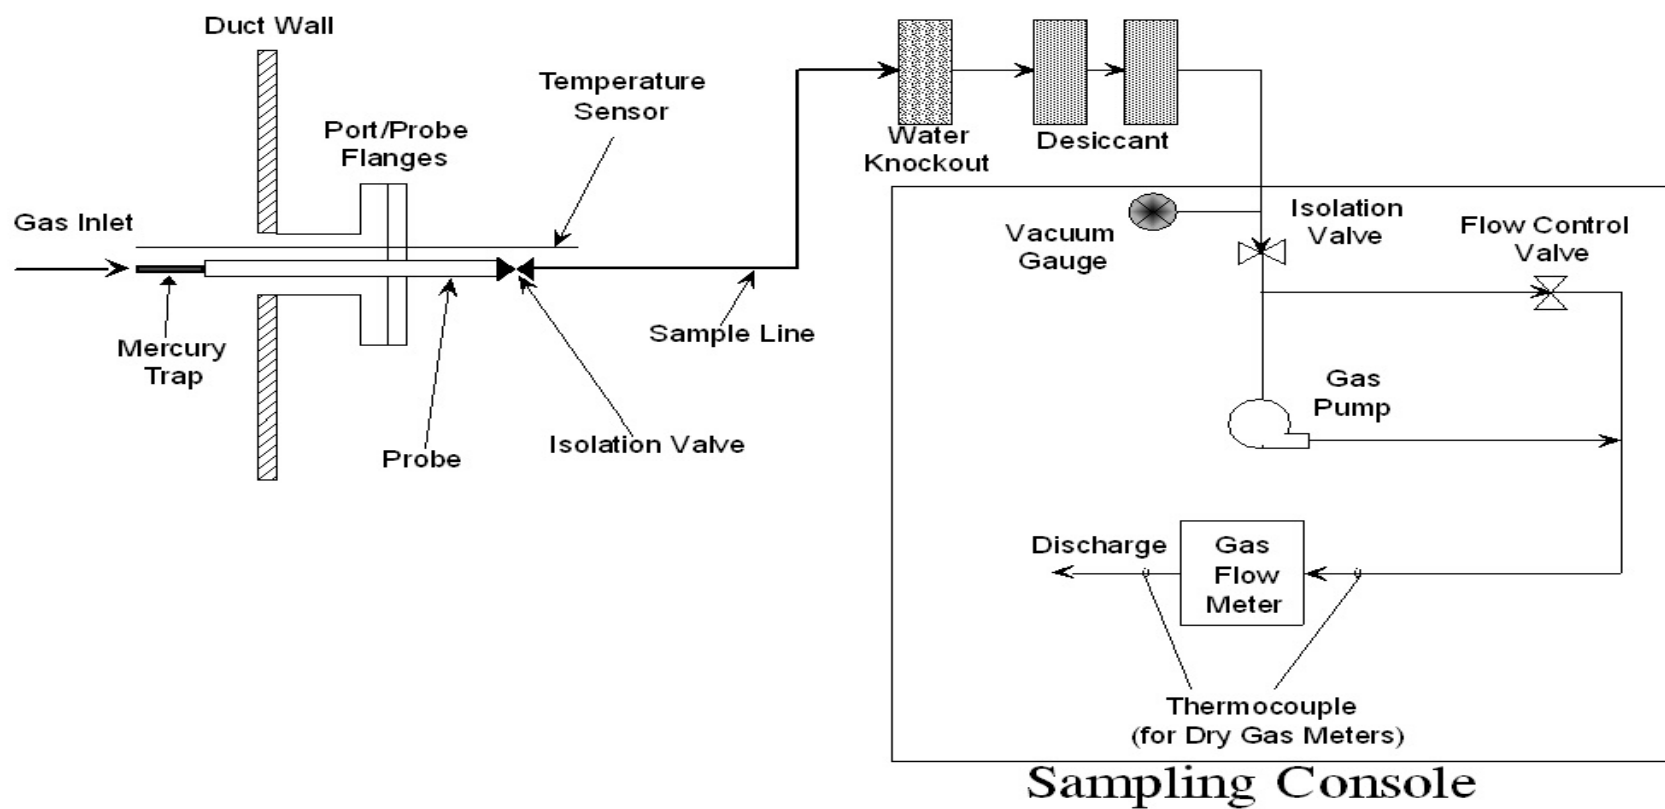 Duct Wall
Temperature
Sensor
Port/Probe
Flanges
Gas Inlet
Mercury
Trap
Probe
Isolation Valve
Sample Line
Water
Knockout
Desiccant
Vacuum
Gauge
Isolation
Valve
Flow Control
Valve
Gas
Pump
Discharge
Gas
Flow
Meter
Thermocouple
(for Dry Gas Meters)
Sampling Console